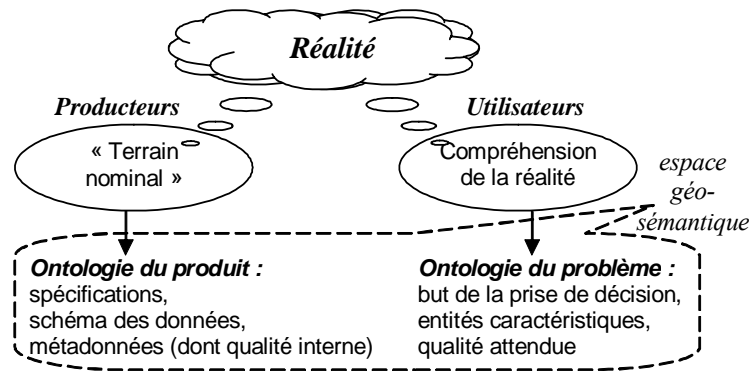 Réalité
Producteurs
Utilisateurs
« Terrain
nominal »
Compréhension
de la réalité
espace
géo-
sémantique
Ontologie du produit :
spécifications,
schéma des données,
métadonnées (dont qualité interne)
Ontologie du problème :
but de la prise de décision,
entités caractéristiques,
qualité attendue